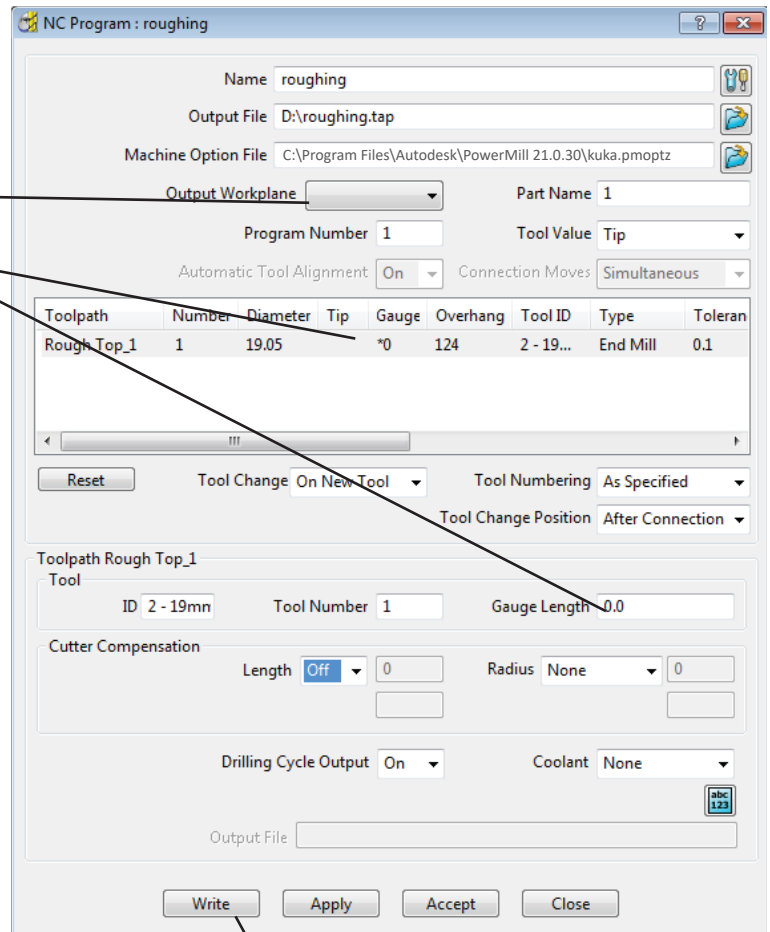 NC Program : roughing
Name roughing
Output File D:\roughing.tap
Machine Option File C:\Program Files\Autodesk\PowerMill 21.0.30\kuka.pmoptz
Output Workplane Part Name 1
Program Number 1 Tool Value Tip
Automatic Tool Alignment On Connection Moves Simultaneous
Toolpath Number Diameter Tip Gauge Overhang Tool ID Type Toleran
Rough Top_1 1 19.05 *0 124 2 - 19... End Mill 0.1
Reset Tool Change On New Tool Tool Numbering As Specified
Tool Change Position After Connection
Toolpath Rough Top_1
Tool
ID 2 - 19mm Tool Number 1 Gauge Length 0.0
Cutter Compensation
Length Off 0 Radius None 0
Drilling Cycle Output On Coolant None
abc
123
Output File
Write Apply Accept Close